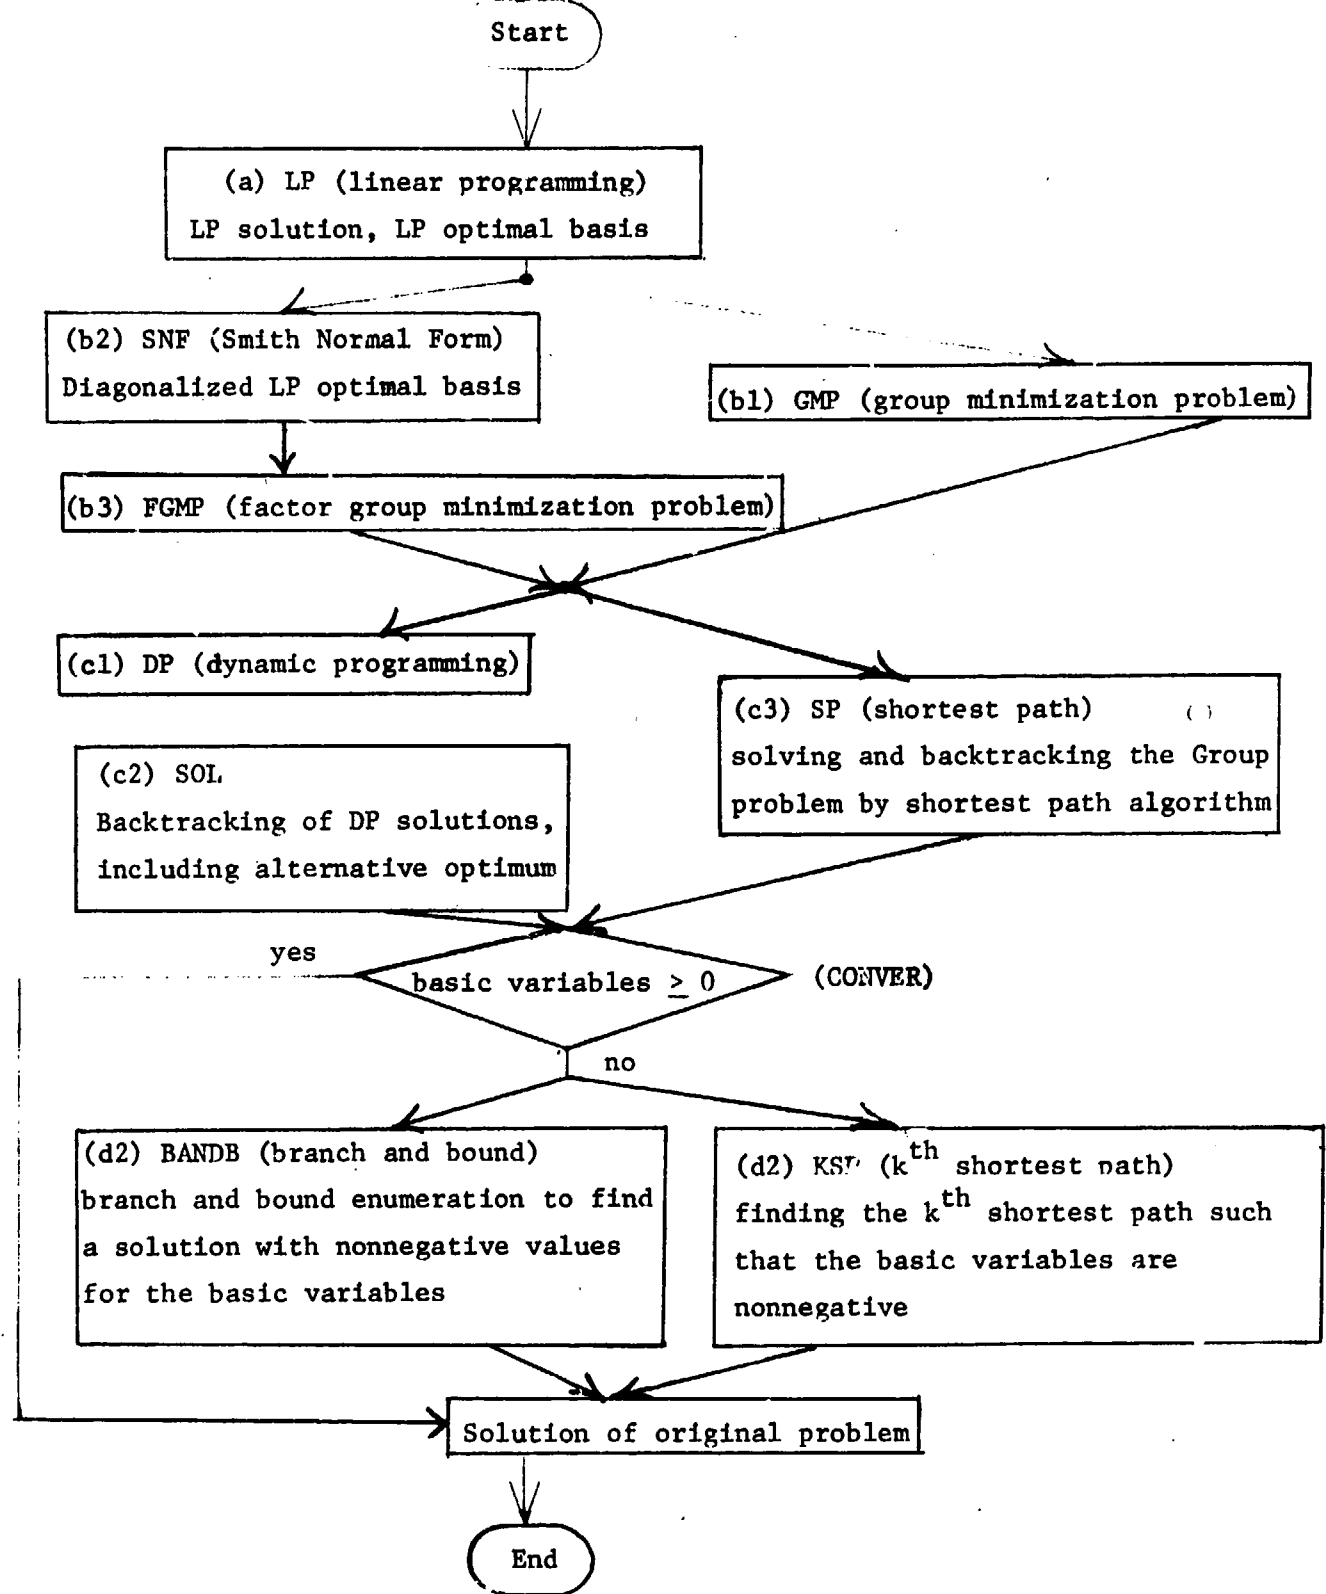 Start
(a) LP (linear programming)
LP solution, LP optimal basis
(b2) SNF (Smith Normal Form)
Diagonalized LP optimal basis
(b1) GMP (group minimization problem)
(b3) FGMP (factor group minimization problem)
(c1) DP (dynamic programming)
(c3) SP (shortest path) ( )
solving and backtracking the Group
problem by shortest path algorithm
(c2) SOL
Backtracking of DP solutions,
including alternative optimum
yes
basic variables ≥ 0
(CONVER)
no
(d2) BANDB (branch and bound)
branch and bound enumeration to find
a solution with nonnegative values
for the basic variables
(d2) KSP (kth shortest path)
finding the kth shortest path such
that the basic variables are
nonnegative
Solution of original problem
End